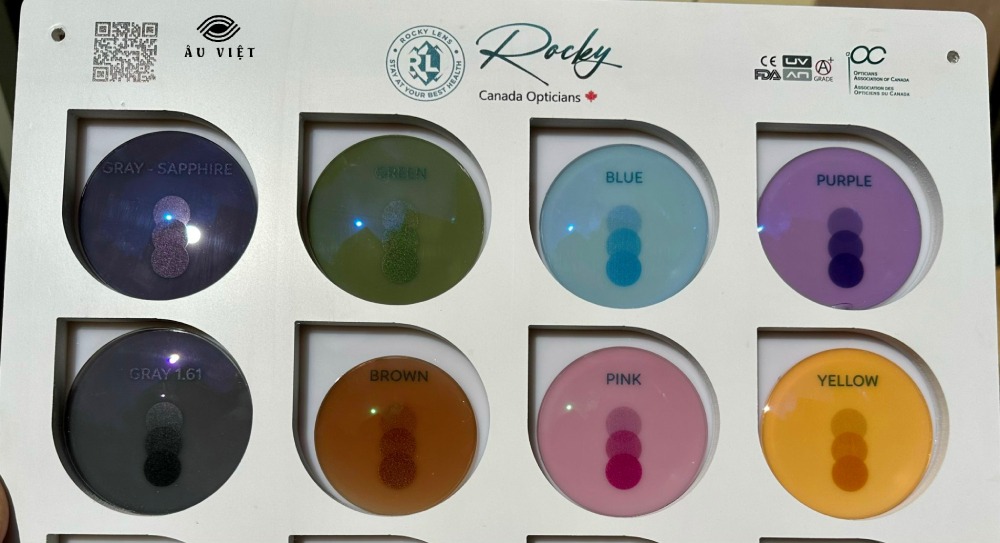 ÂU VIỆT
ROCKY LENS
STAY AT YOUR BEST HEALTH
RL
Rocky
Canada Opticians
CE UV
FDA
A+
GRADE
OC
OPTICIANS
ASSOCIATION OF CANADA
ASSOCIATION DES
OPTICIENS DU CANADA
GRAY - SAPPHIRE
GREEN
BLUE
PURPLE
GRAY 1.61
BROWN
PINK
YELLOW